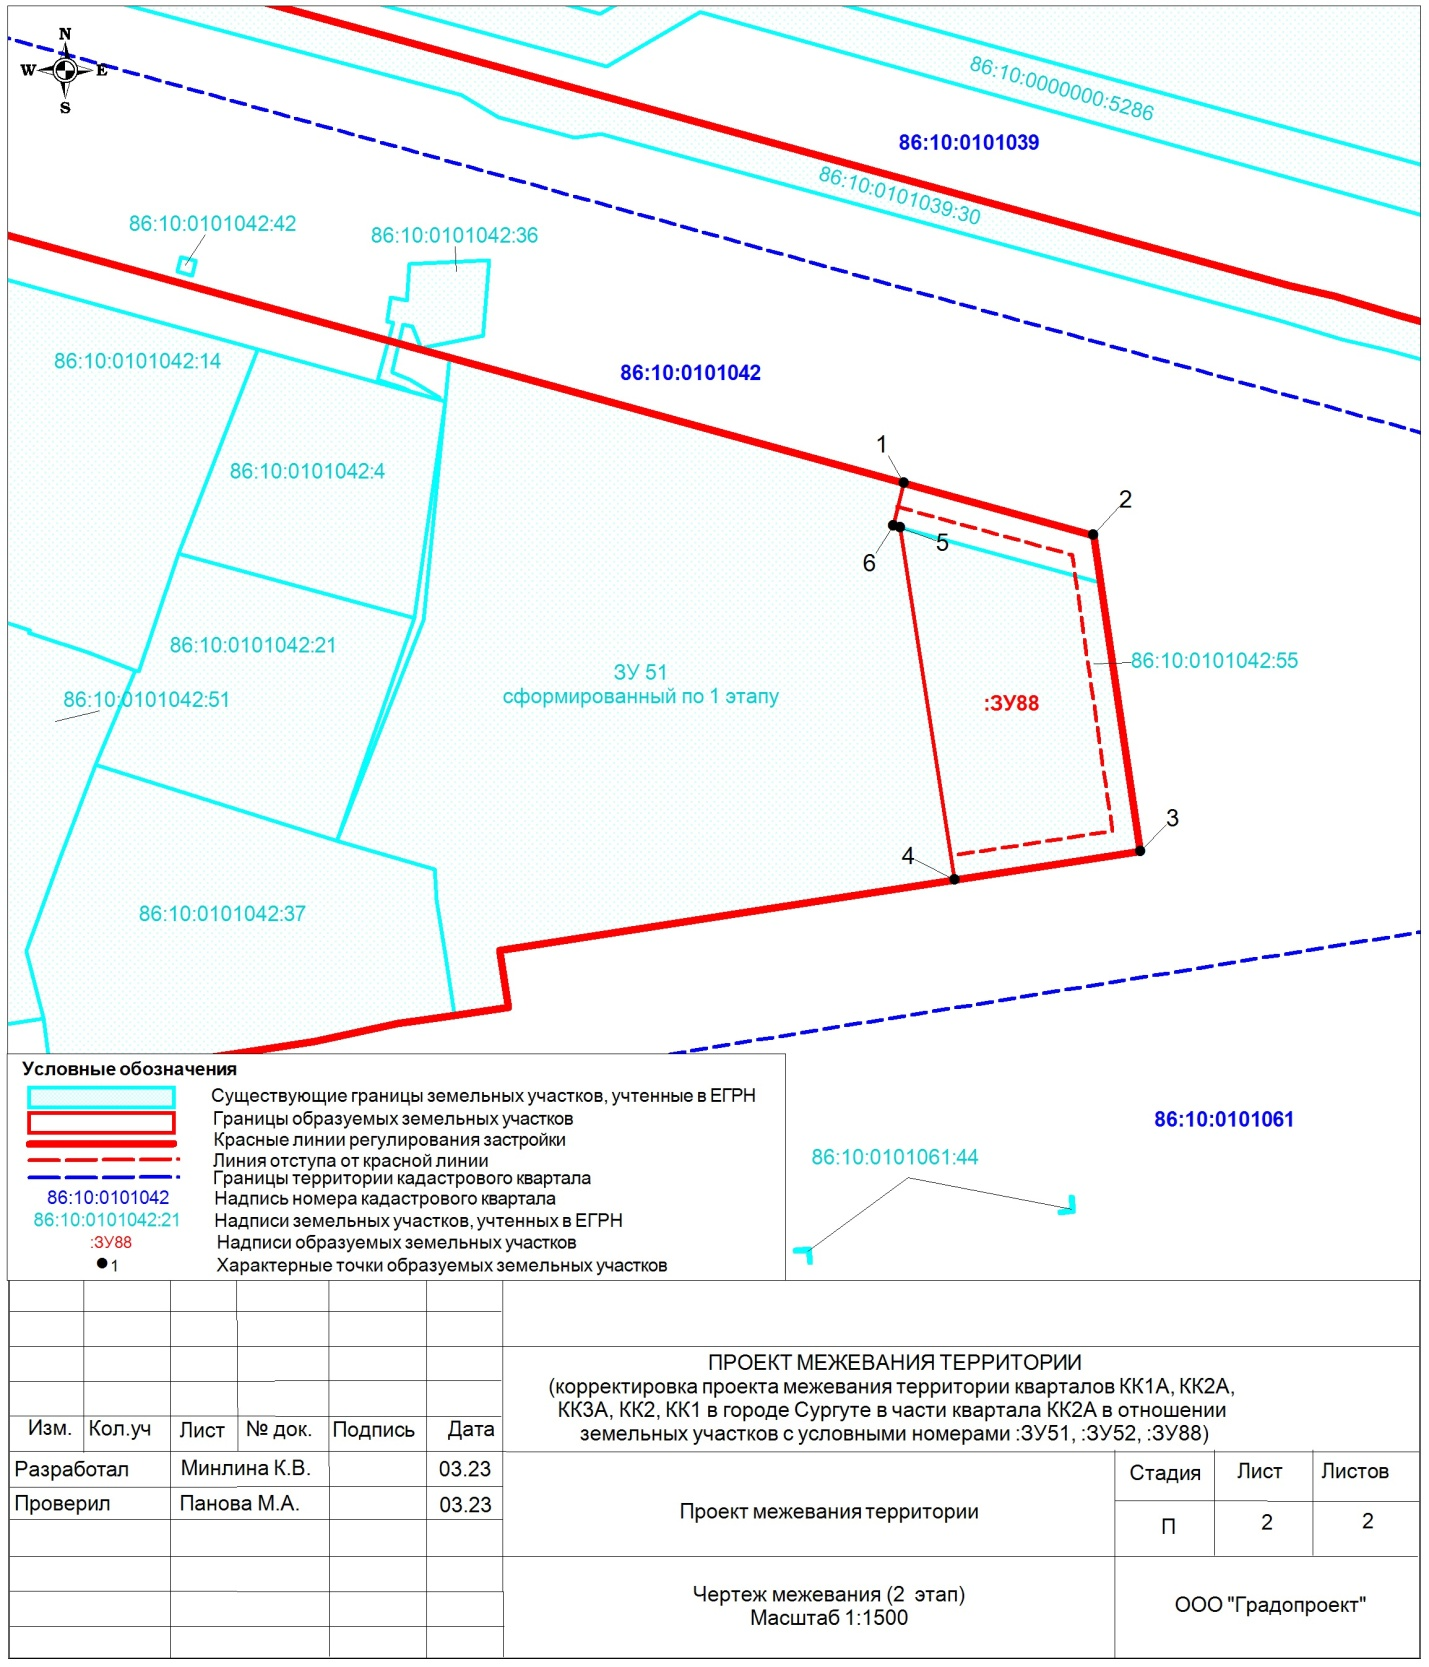 N
W E
S
86:10:0000000:5286
86:10:0101039
86:10:0101039:30
86:10:0101042:42
86:10:0101042:36
86:10:0101042:14
86:10:0101042
1
86:10:0101042:4
2
5
6
86:10:0101042:21
ЗУ 51
сформированный по 1 этапу
86:10:0101042:55
86:10:0101042:51
:ЗУ88
3
4
86:10:0101042:37
Условные обозначения
Существующие границы земельных участков, учтенные в ЕГРН
Границы образуемых земельных участков
Красные линии регулирования застройки
Линия отступа от красной линии
Границы территории кадастрового квартала
86:10:0101042 Надпись номера кадастрового квартала
86:10:0101042:21 Надписи земельных участков, учтенных в ЕГРН
:ЗУ88 Надписи образуемых земельных участков
1 Характерные точки образуемых земельных участков
86:10:0101061
86:10:0101061:44
ПРОЕКТ МЕЖЕВАНИЯ ТЕРРИТОРИИ
(корректировка проекта межевания территории кварталов КК1А, КК2А,
КК3А, КК2, КК1 в городе Сургуте в части квартала КК2А в отношении
земельных участков с условными номерами :ЗУ51, :ЗУ52, :ЗУ88)
Изм. Кол.уч Лист № док. Подпись Дата
Разработал Минлина К.В. 03.23
Проверил Панова М.А. 03.23
Проект межевания территории
Стадия Лист Листов
П 2 2
Чертеж межевания (2 этап)
Масштаб 1:1500
ООО "Градопроект"